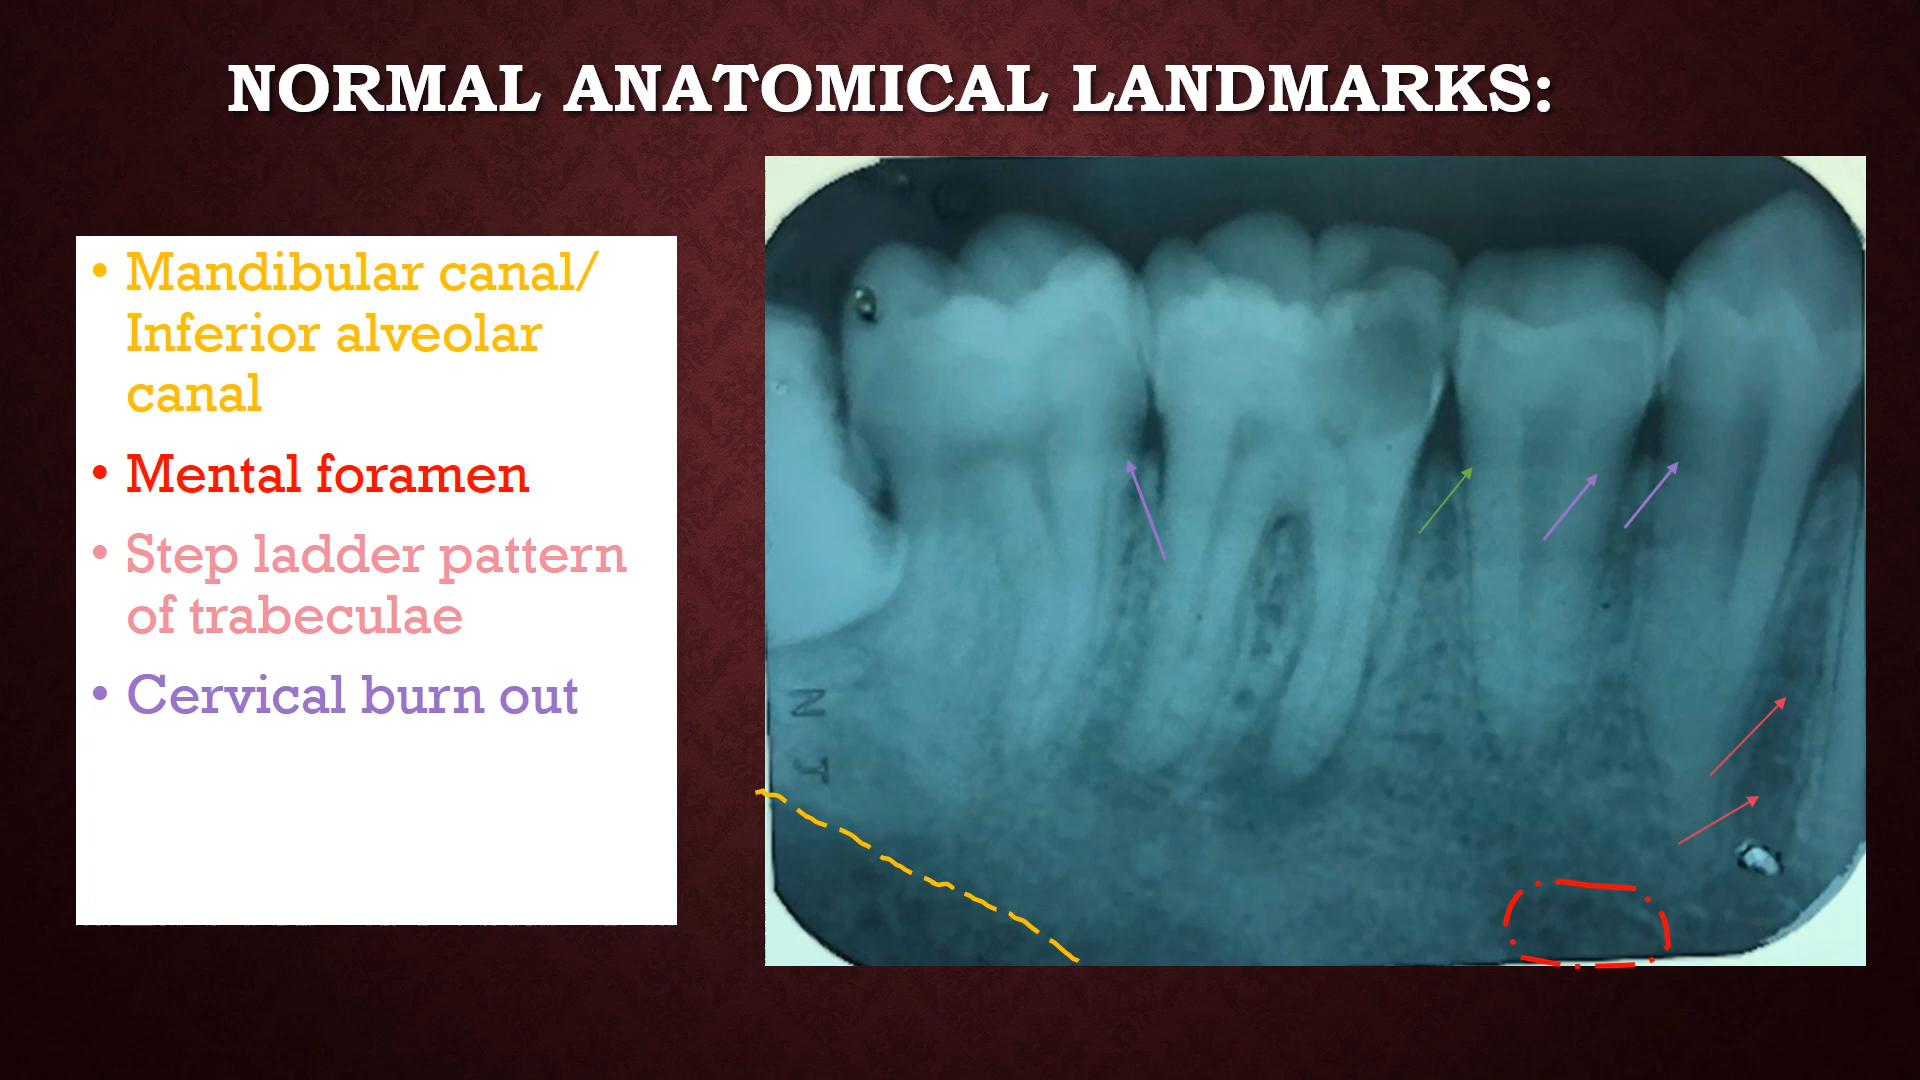 NORMAL ANATOMICAL LANDMARKS:
• Mandibular canal/
Inferior alveolar
canal
• Mental foramen
• Step ladder pattern
of trabeculae
• Cervical burn out
N
T